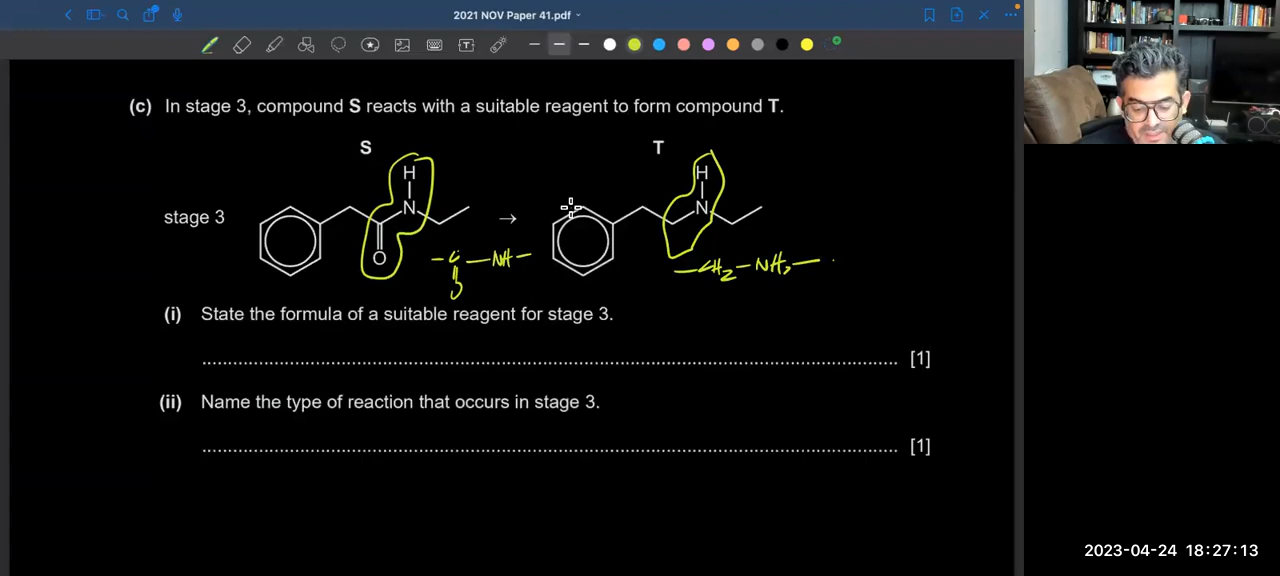 2021 NOV Paper 41.pdf
(c) In stage 3, compound S reacts with a suitable reagent to form compound T.
S T
H H
stage 3 N → N
O
-C-NH- -CH2-NH2-
O
(i) State the formula of a suitable reagent for stage 3.
[1]
(ii) Name the type of reaction that occurs in stage 3.
[1]
2023-04-24 18:27:13